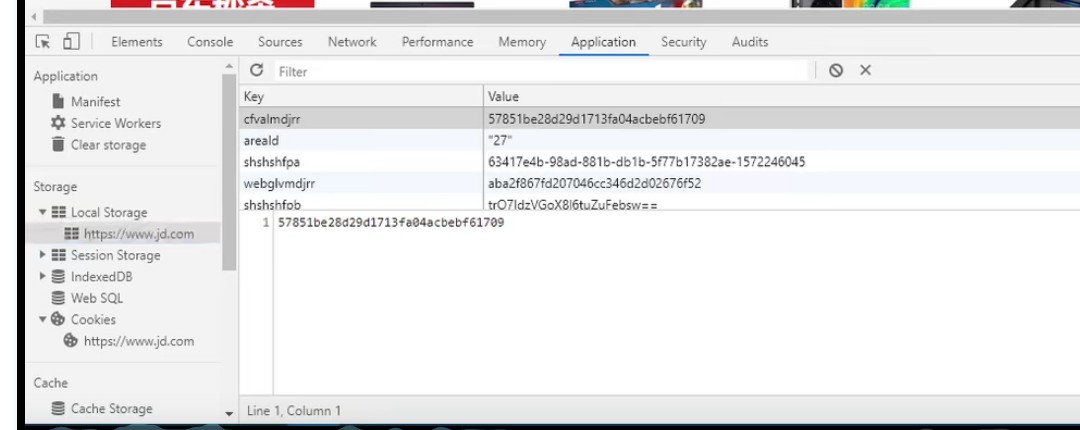 Elements Console Sources Network Performance Memory Application Security Audits
Application
Manifest
Service Workers
Clear storage
Storage
Local Storage
https://www.jd.com
Session Storage
IndexedDB
Web SQL
Cookies
https://www.jd.com
Cache
Cache Storage
Filter
Key Value
cfvalmdjrr 57851be28d29d1713fa04acbebf61709
areaId "27"
shshshfpa 63417e4b-98ad-881b-db1b-5f77b17382ae-1572246045
webglvmdjrr aba2f867fd207046cc346d2d02676f52
shshshfpb
1 57851be28d29d1713fa04acbebf61709
Line 1, Column 1